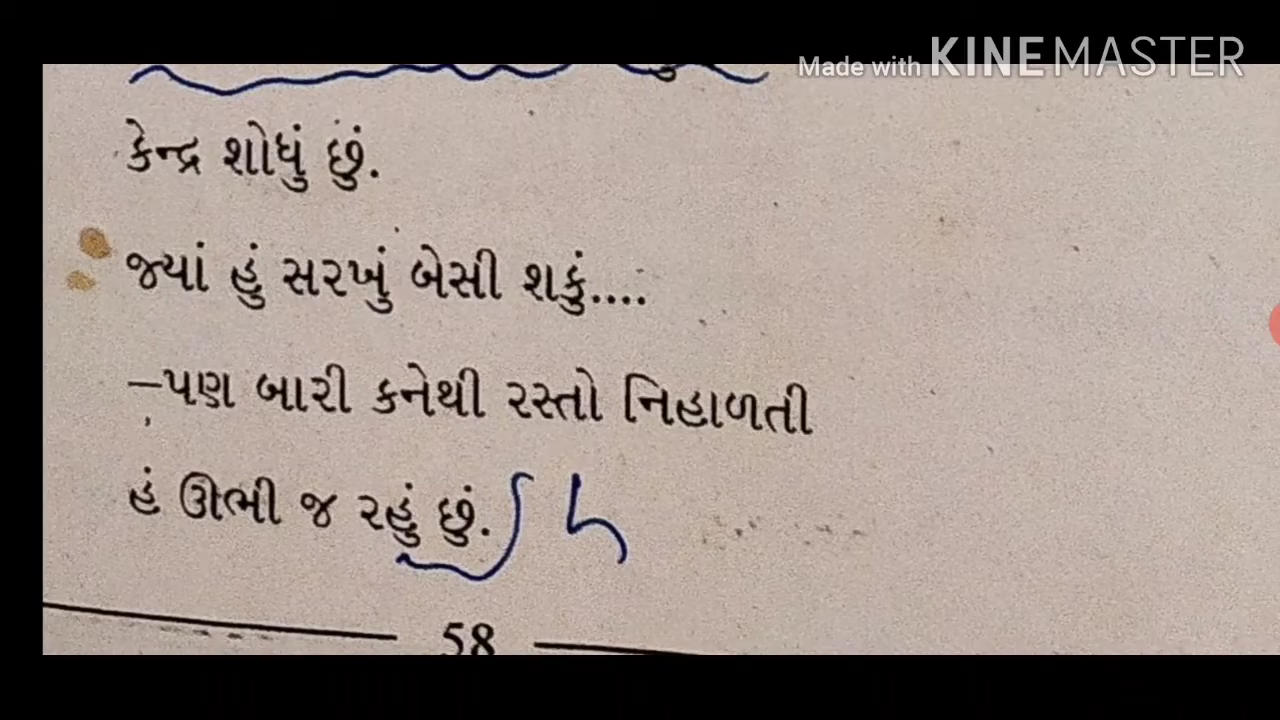 Made with KINEMASTER
કેન્દ્ર શોધું છું.
જ્યાં હું સરખું બેસી શકું....
–પણ બારી કનેથી રસ્તો નિહાળતી
હં ઊભી જ રહું છું.
58